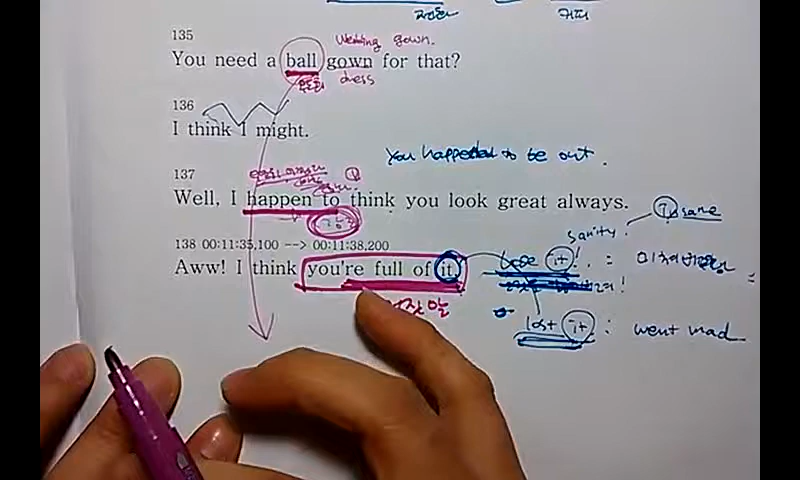 135
Wedding gown.
You need a ball gown for that?
dress
136
I think I might.
You happened to be out.
137
Well, I happen to think you look great always.
insane
sanity
138 00:11:35,100 --> 00:11:38,200
Aww! I think you're full of it.
lose it :
lost it : went mad